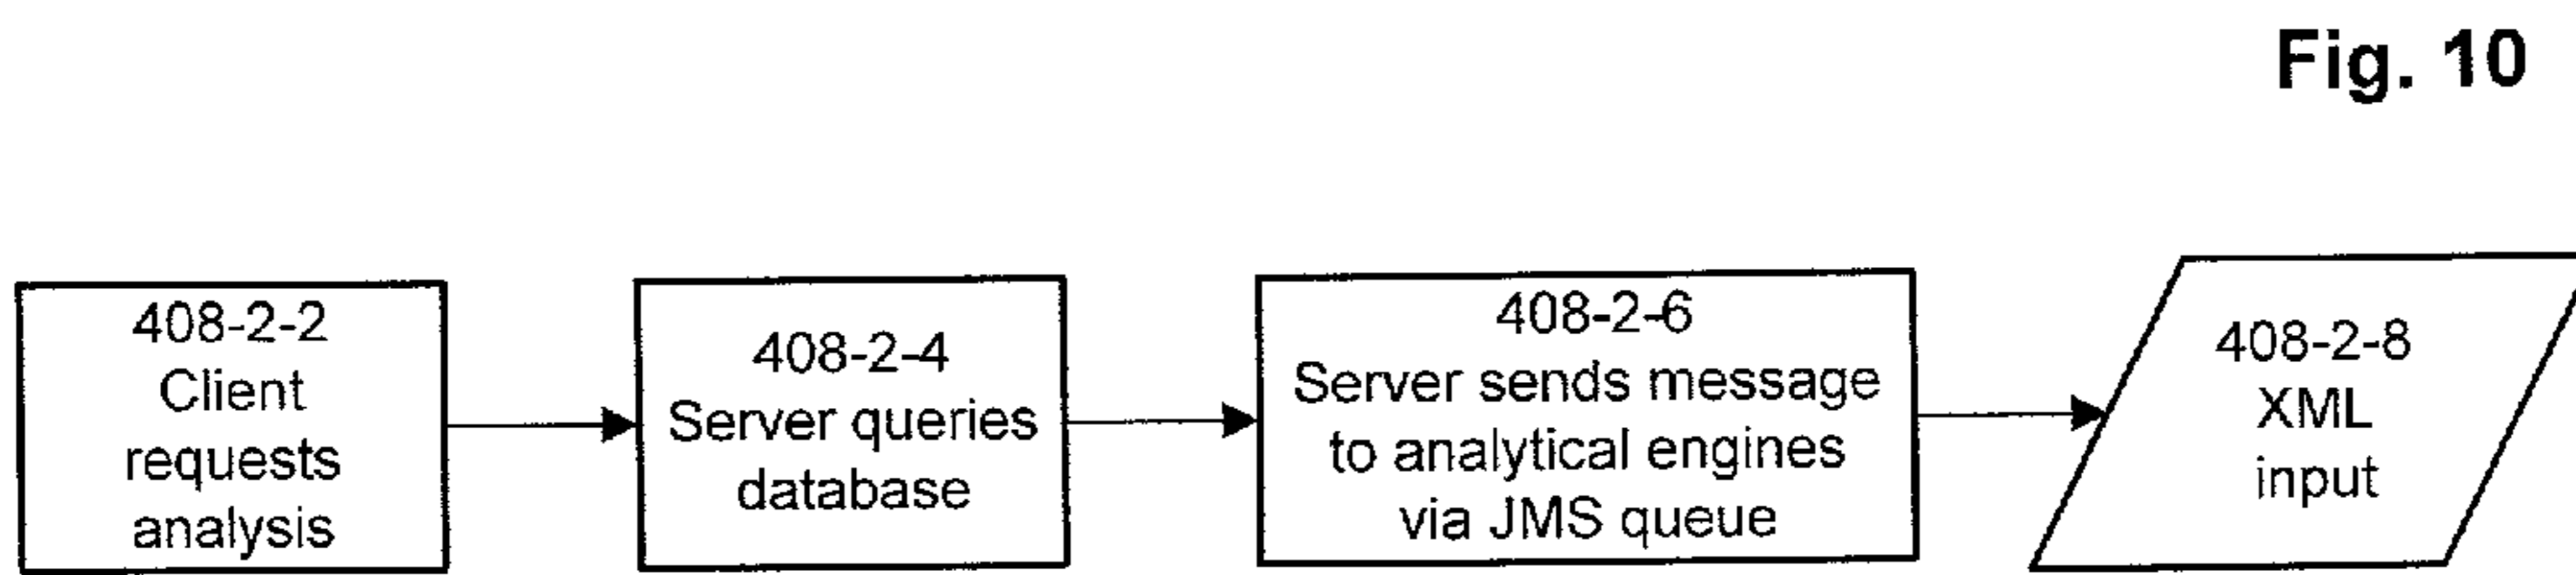 Fig. 10
408-2-2
Client
requests
analysis
408-2-4
Server queries
database
408-2-6
Server sends message
to analytical engines
via JMS queue
408-2-8
XML
input